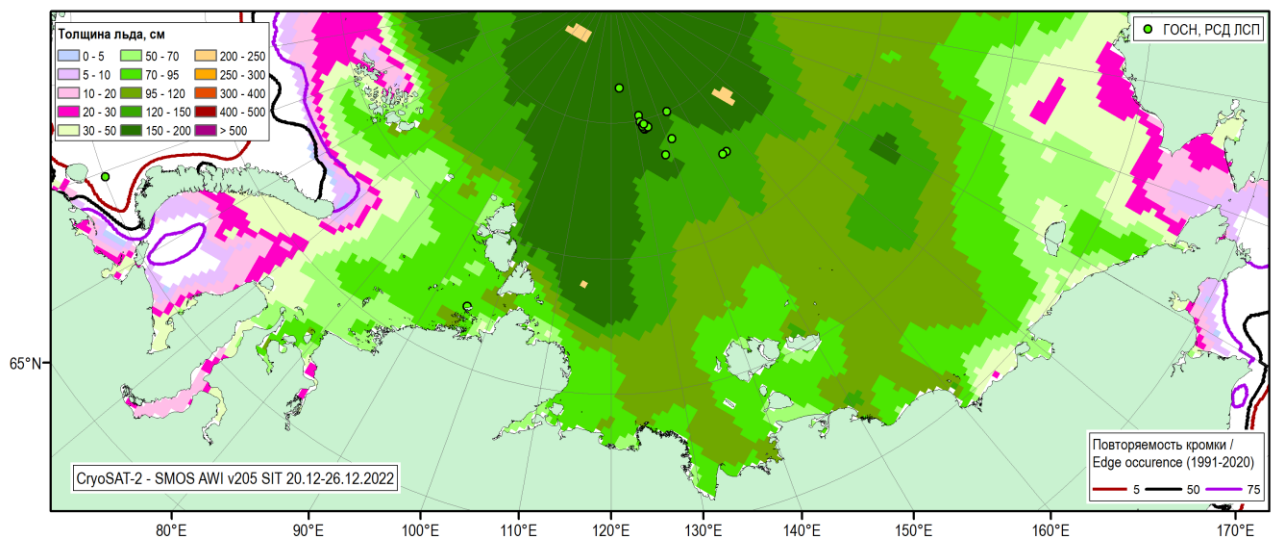 Толщина льда, см
0 - 5 50 - 70 200 - 250
5 - 10 70 - 95 250 - 300
10 - 20 95 - 120 300 - 400
20 - 30 120 - 150 400 - 500
30 - 50 150 - 200 > 500
ГОСН, РСД ЛСП
65°N
CryoSAT-2 - SMOS AWI v205 SIT 20.12-26.12.2022
Повторяемость кромки /
Edge occurence (1991-2020)
5 50 75
80°E 90°E 100°E 110°E 120°E 130°E 140°E 150°E 160°E 170°E